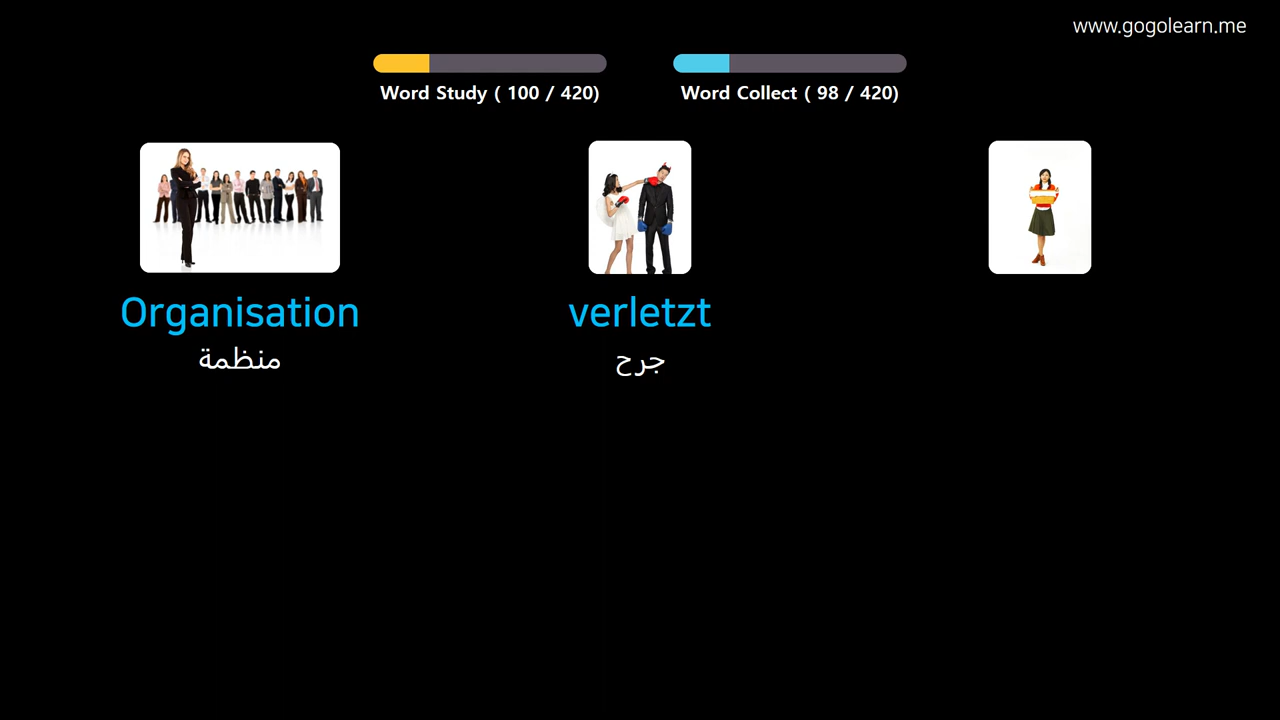 www.gogolearn.me
Word Study ( 100 / 420)
Word Collect ( 98 / 420)
Organisation
منظمة
verletzt
جرح